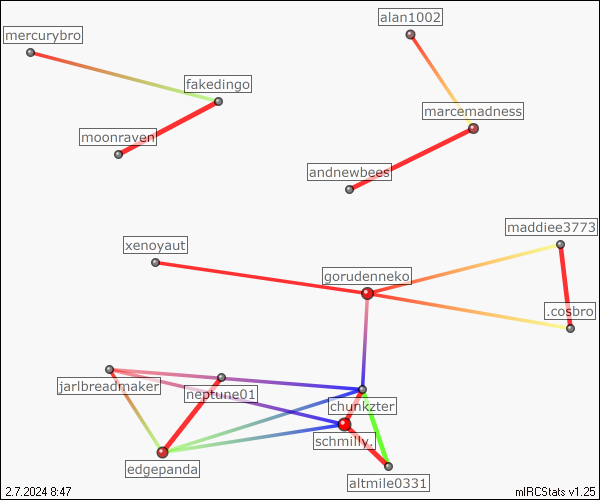 alan1002
mercurybro
fakedingo
marcemadness
moonraven
andnewbees
maddiee3773
xenoyaut
gorudenneko
.cosbro
jarlbreadmaker
neptune01
chunkzter
schmilly.
edgepanda
altmile0331
2.7.2024 8:47
mIRCStats v1.25